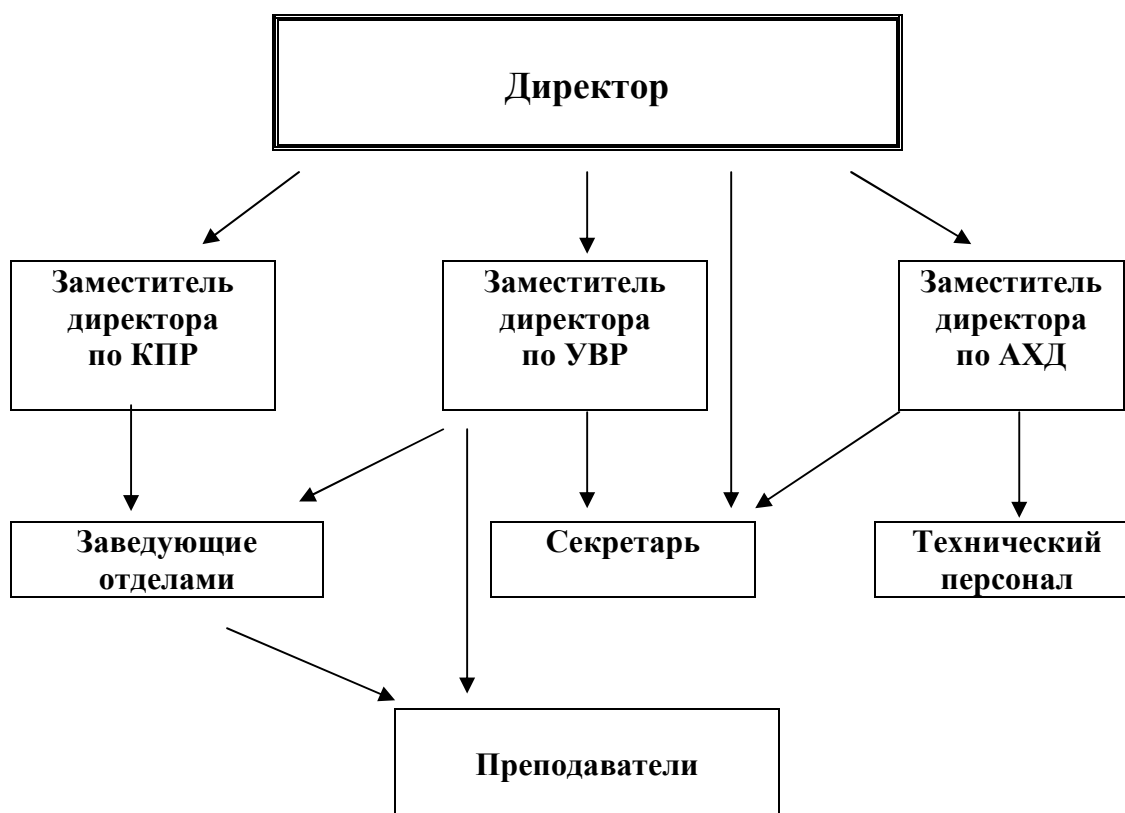 Директор
Заместитель
директора
по КПР
Заместитель
директора
по УВР
Заместитель
директора
по АХД
Заведующие
отделами
Секретарь
Технический
персонал
Преподаватели